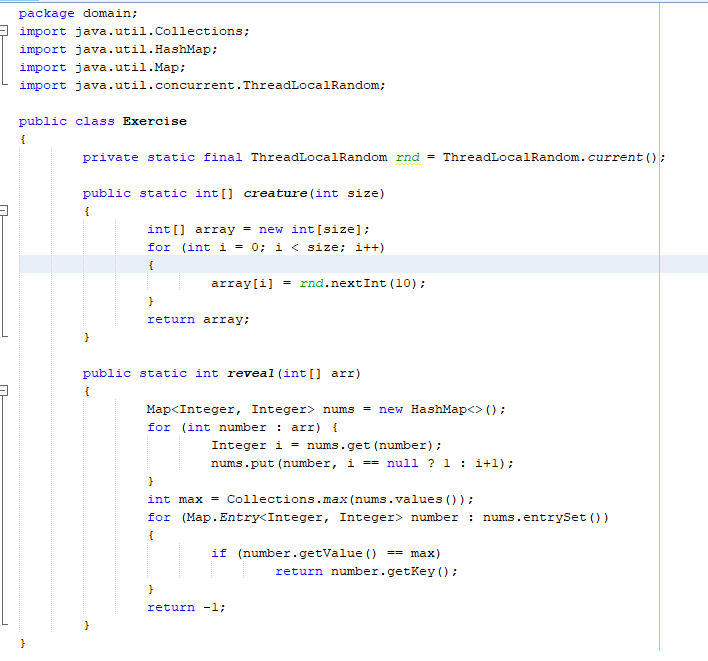 package domain;
import java.util.Collections;
import java.util.HashMap;
import java.util.Map;
import java.util.concurrent.ThreadLocalRandom;

public class Exercise
{
        private static final ThreadLocalRandom rnd = ThreadLocalRandom.current();

        public static int[] creature(int size)
        {
                int[] array = new int[size];
                for (int i = 0; i < size; i++)
                {
                        array[i] = rnd.nextInt(10);
                }
                return array;
        }

        public static int reveal(int[] arr)
        {
                Map<Integer, Integer> nums = new HashMap<>();
                for (int number : arr) {
                        Integer i = nums.get(number);
                        nums.put(number, i == null ? 1 : i+1);
                }
                int max = Collections.max(nums.values());
                for (Map.Entry<Integer, Integer> number : nums.entrySet())
                {
                        if (number.getValue() == max)
                                return number.getKey();
                }
                return -1;
        }
}